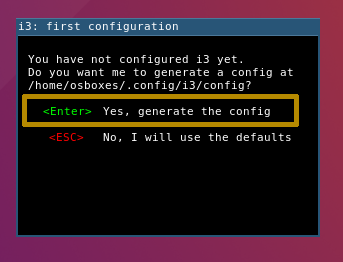 i3: first configuration
You have not configured i3 yet.
Do you want me to generate a config at
/home/osboxes/.config/i3/config?
<Enter> Yes, generate the config
<ESC> No, I will use the defaults